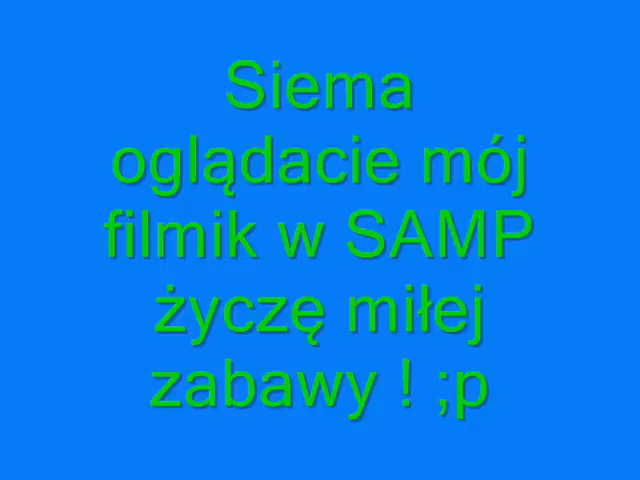 Siema
oglądacie mój
filmik w SAMP
życzę miłej
zabawy ! ;p